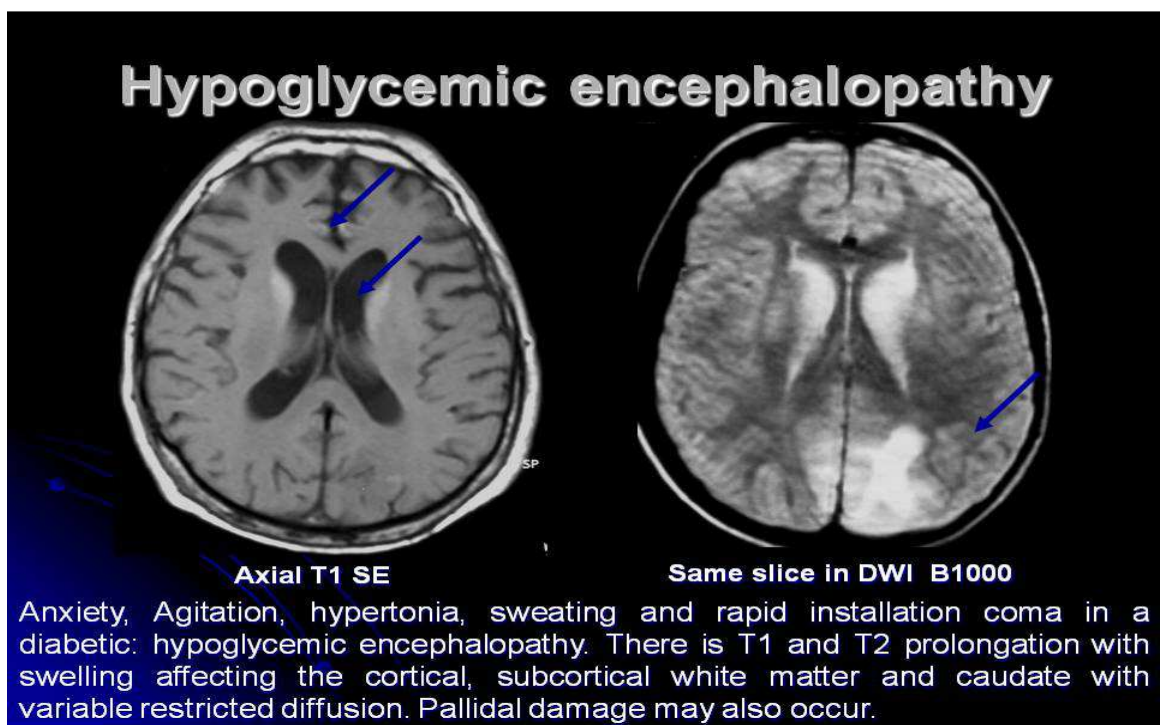 Hypoglycemic encephalopathy
SP
Axial T1 SE
Same slice in DWI B1000
Anxiety, Agitation, hypertonia, sweating and rapid installation coma in a
diabetic: hypoglycemic encephalopathy. There is T1 and T2 prolongation with
swelling affecting the cortical, subcortical white matter and caudate with
variable restricted diffusion. Pallidal damage may also occur.